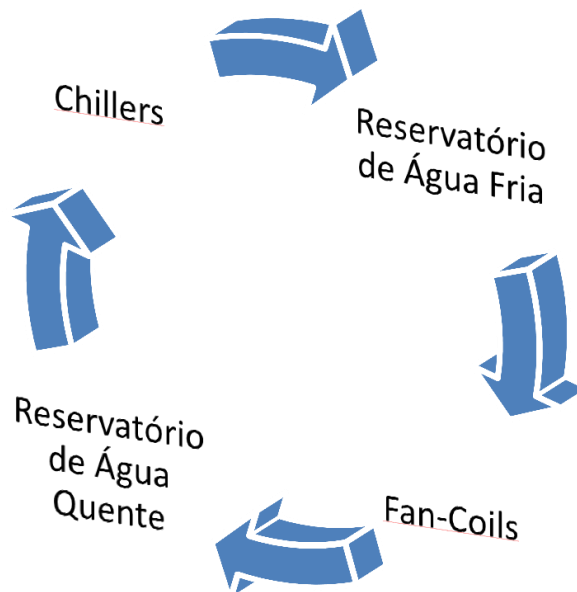 Chillers
Reservatório
de Água Fria
Reservatório
de Água
Quente
Fan-Coils